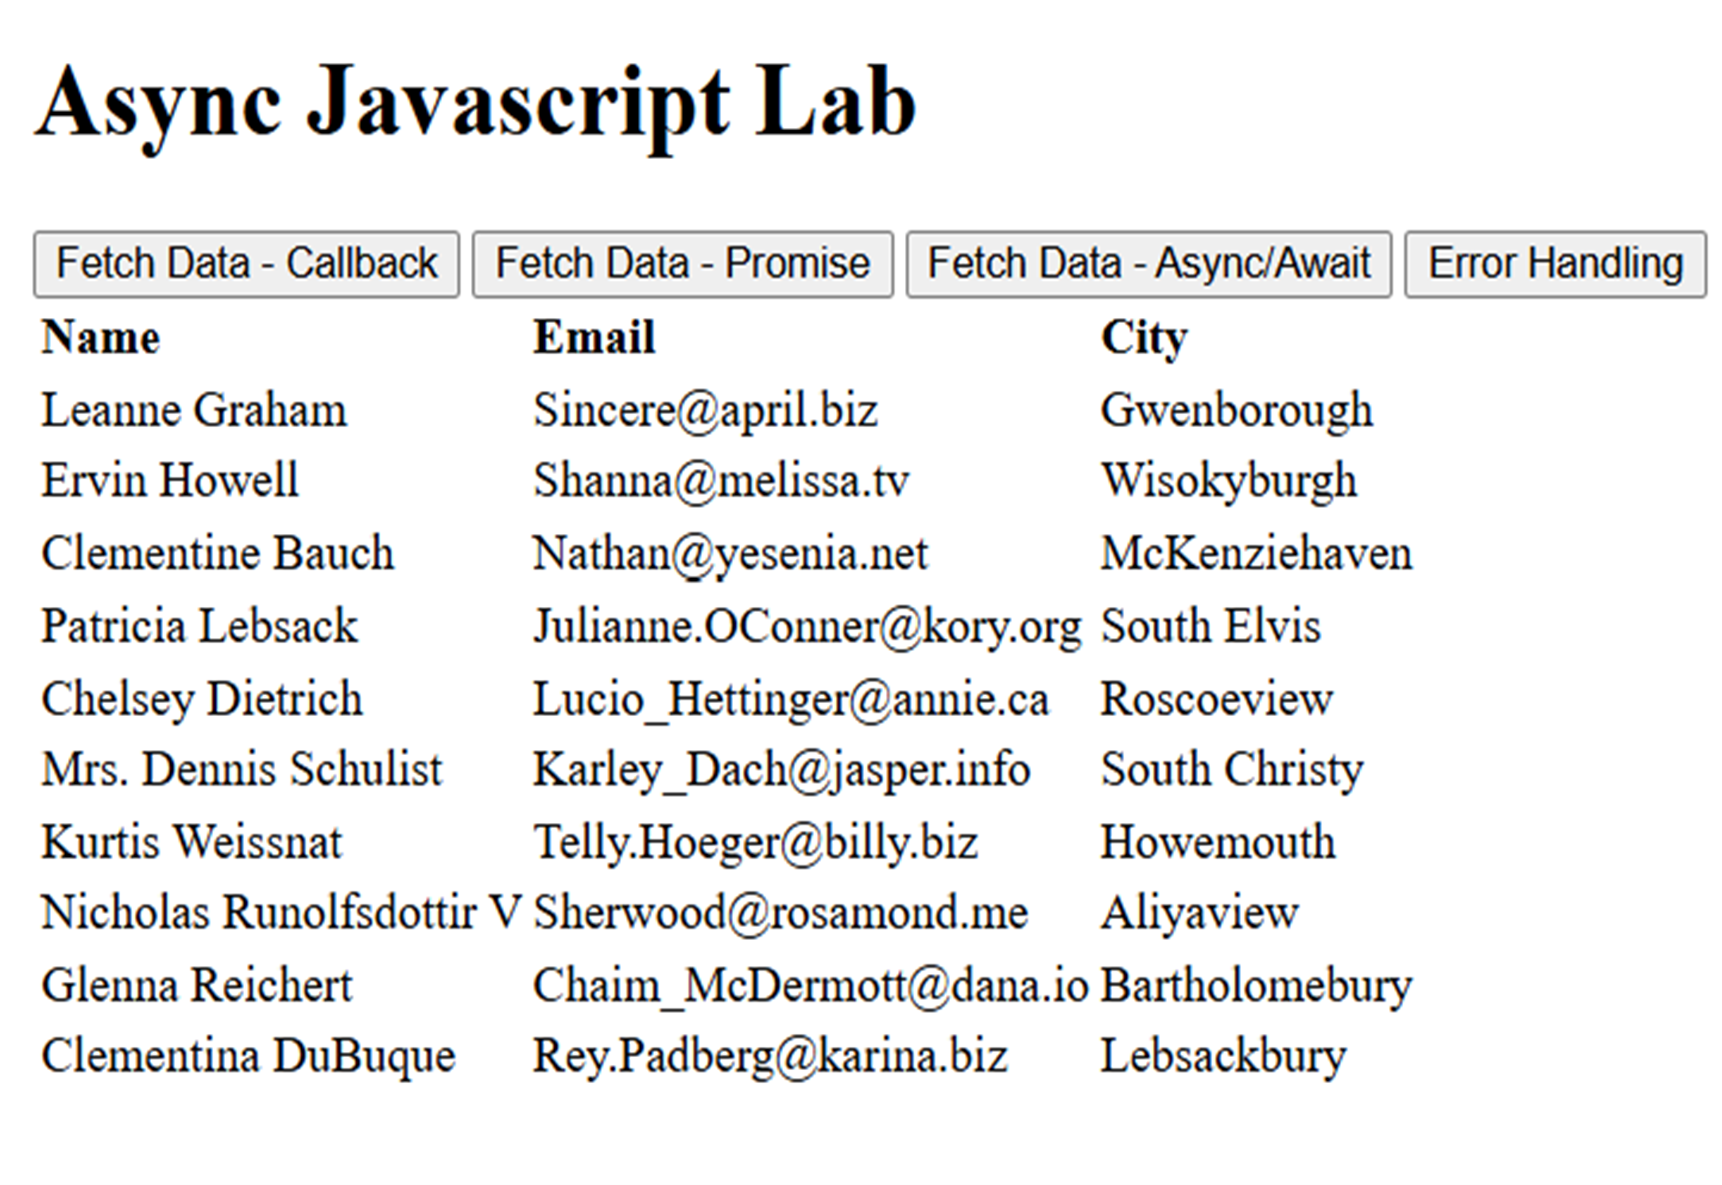 Async Javascript Lab
Fetch Data - Callback Fetch Data - Promise Fetch Data - Async/Await Error Handling
Name Email City
Leanne Graham Sincere@april.biz Gwenborough
Ervin Howell Shanna@melissa.tv Wisokyburgh
Clementine Bauch Nathan@yesenia.net McKenziehaven
Patricia Lebsack Julianne.OConner@kory.org South Elvis
Chelsey Dietrich Lucio_Hettinger@annie.ca Roscoeview
Mrs. Dennis Schulist Karley_Dach@jasper.info South Christy
Kurtis Weissnat Telly.Hoeger@billy.biz Howemouth
Nicholas Runolfsdottir V Sherwood@rosamond.me Aliyaview
Glenna Reichert Chaim_McDermott@dana.io Bartholomebury
Clementina DuBuque Rey.Padberg@karina.biz Lebsackbury